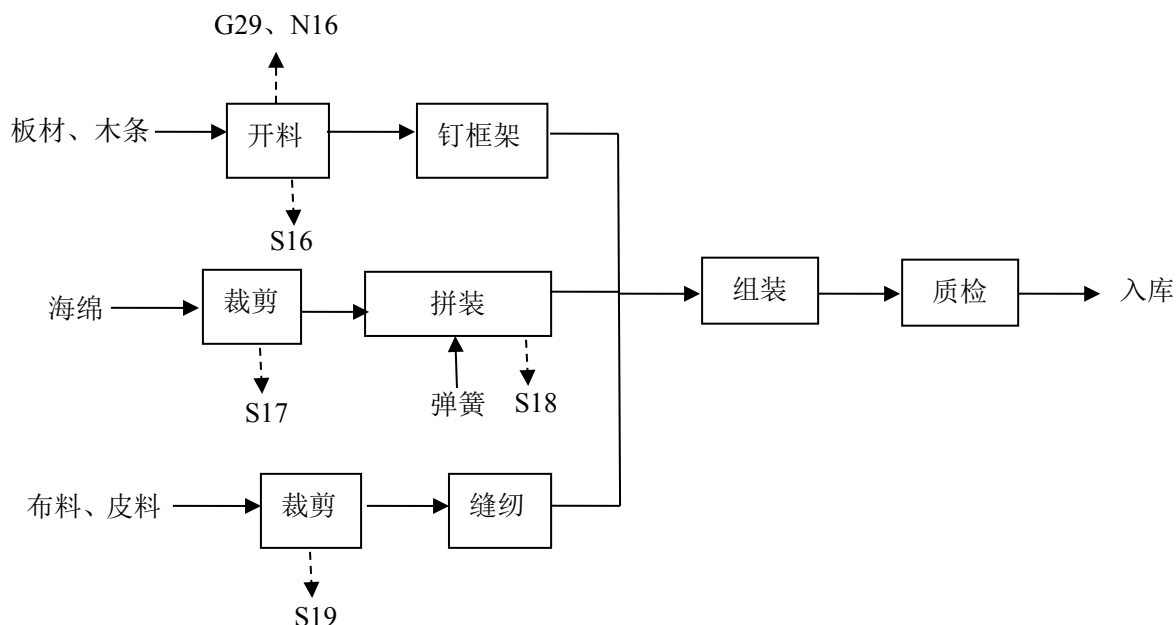 G29、N16
板材、木条
开料
钉框架
S16
海绵
裁剪
拼装
组装
质检
入库
S17
弹簧
S18
布料、皮料
裁剪
缝纫
S19